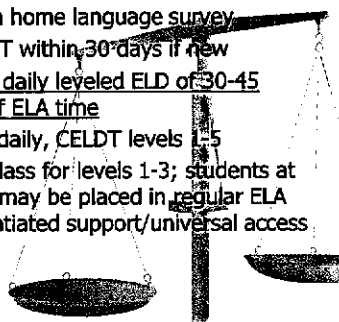 home language survey
T within 30 days if new
daily leveled ELD of 30-45
f ELA time
daily, CELDT levels 1-5
lass for levels 1-3; students at
may be placed in regular ELA
ntiated support/universal access